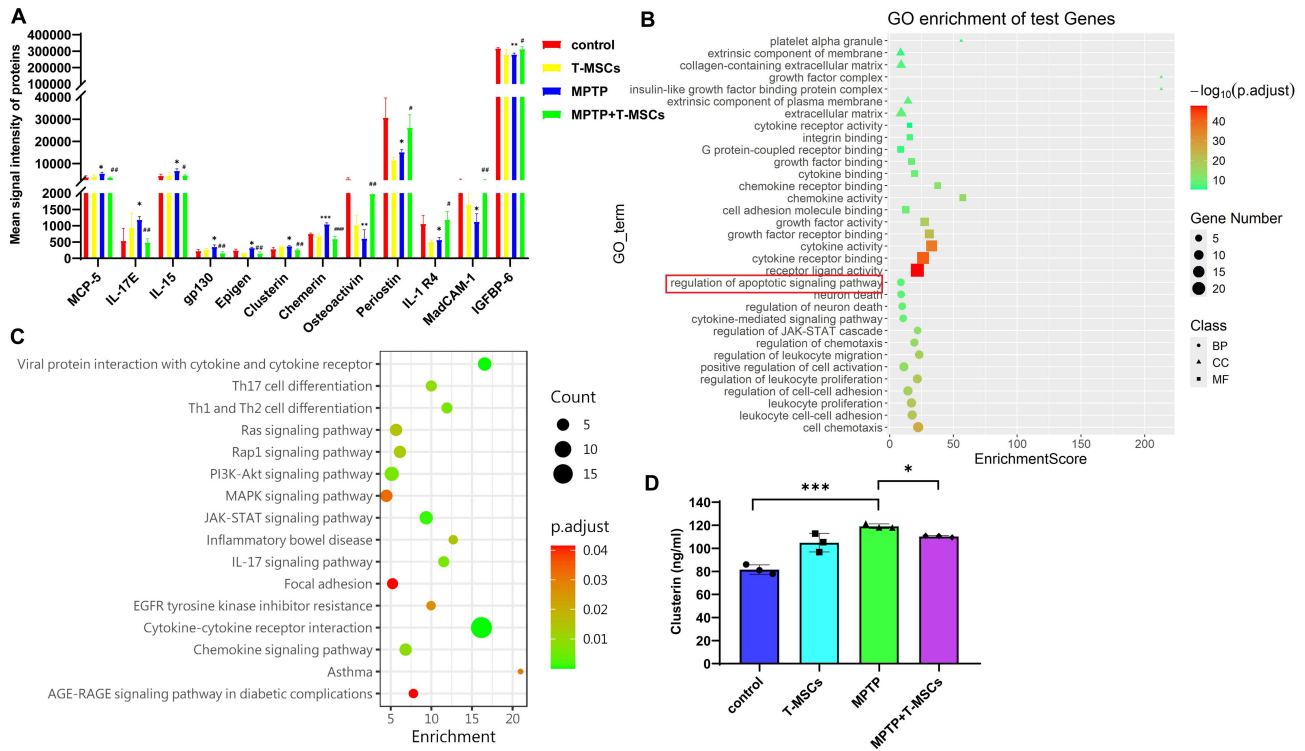 A
Mean signal intensity of proteins
400000
300000
200000
100000
40000
30000
20000
10000
2000
1500
1000
500
0
* ## * ## * # * ## * ## * ## *** ### ** ## * # * # * ## ** #
MCP-5
IL-17E
IL-15
gp130
Epigen
Clusterin
Chemerin
Osteoactivin
Periostin
IL-1 R4
MadCAM-1
IGFBP-6
control
T-MSCs
MPTP
MPTP+T-MSCs
B
GO enrichment of test Genes
GO_term
platelet alpha granule
extrinsic component of membrane
collagen-containing extracellular matrix
growth factor complex
insulin-like growth factor binding protein complex
extrinsic component of plasma membrane
extracellular matrix
cytokine receptor activity
integrin binding
G protein-coupled receptor binding
growth factor binding
cytokine binding
chemokine receptor binding
chemokine activity
cell adhesion molecule binding
growth factor activity
growth factor receptor binding
cytokine activity
cytokine receptor binding
receptor ligand activity
regulation of apoptotic signaling pathway
neuron death
regulation of neuron death
cytokine-mediated signaling pathway
regulation of JAK-STAT cascade
regulation of chemotaxis
regulation of leukocyte migration
positive regulation of cell activation
regulation of leukocyte proliferation
regulation of cell-cell adhesion
leukocyte proliferation
leukocyte cell-cell adhesion
cell chemotaxis
0 50 100 150 200
EnrichmentScore
−log10(p.adjust)
40
30
20
10
Gene Number
5
10
15
20
Class
BP
CC
MF
C
Viral protein interaction with cytokine and cytokine receptor
Th17 cell differentiation
Th1 and Th2 cell differentiation
Ras signaling pathway
Rap1 signaling pathway
PI3K-Akt signaling pathway
MAPK signaling pathway
JAK-STAT signaling pathway
Inflammatory bowel disease
IL-17 signaling pathway
Focal adhesion
EGFR tyrosine kinase inhibitor resistance
Cytokine-cytokine receptor interaction
Chemokine signaling pathway
Asthma
AGE-RAGE signaling pathway in diabetic complications
5 10 15 20
Enrichment
Count
5
10
15
p.adjust
0.04
0.03
0.02
0.01
D
Clusterin (ng/ml)
140
120
100
80
60
40
20
0
***
*
control
T-MSCs
MPTP
MPTP+T-MSCs